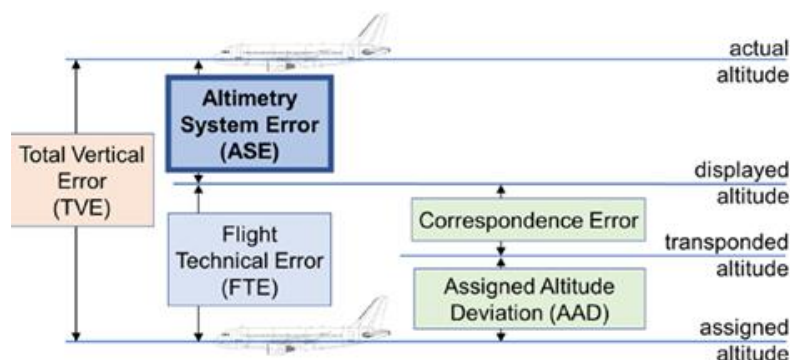 actual
altitude
Altimetry
System Error
(ASE)
Total Vertical
Error
(TVE)
displayed
altitude
Flight
Technical Error
(FTE)
Correspondence Error
transponded
altitude
Assigned Altitude
Deviation (AAD)
assigned
altitude